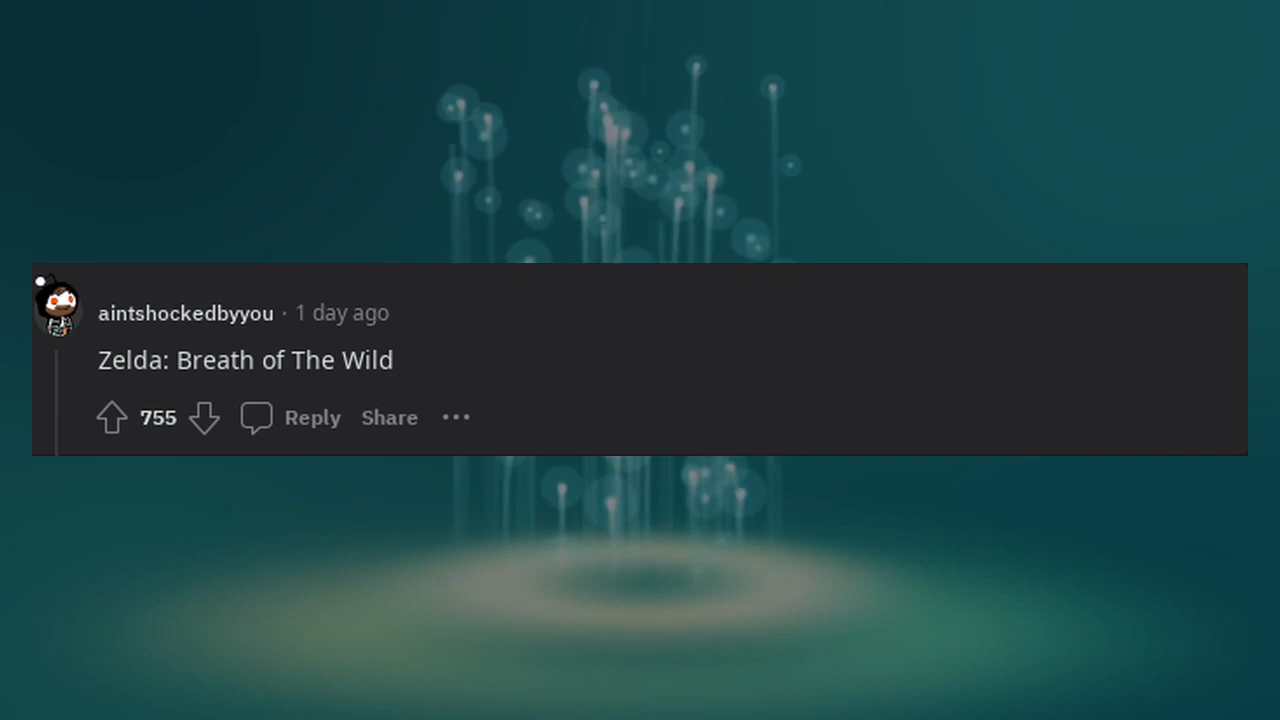 aintshockedbyyou · 1 day ago
Zelda: Breath of The Wild
755 Reply Share ···